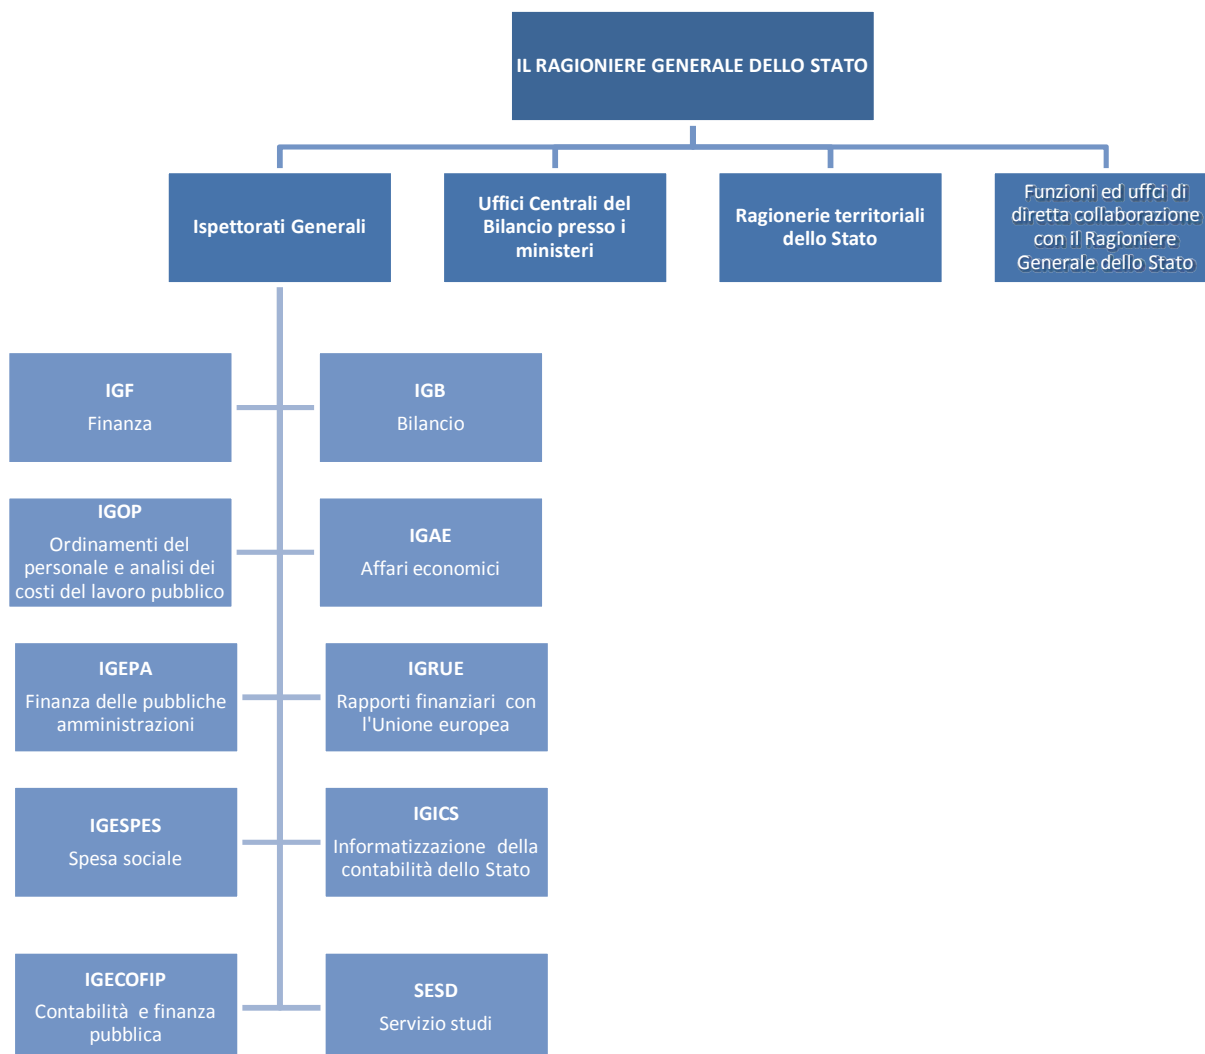 IL RAGIONIERE GENERALE DELLO STATO
Ispettorati Generali
Uffici Centrali del
Bilancio presso i
ministeri
Ragionerie territoriali
dello Stato
Funzioni ed uffci di
diretta collaborazione
con il Ragioniere
Generale dello Stato
IGF
Finanza
IGB
Bilancio
IGOP
Ordinamenti del
personale e analisi dei
costi del lavoro pubblico
IGAE
Affari economici
IGEPA
Finanza delle pubbliche
amministrazioni
IGRUE
Rapporti finanziari con
l'Unione europea
IGESPES
Spesa sociale
IGICS
Informatizzazione della
contabilità dello Stato
IGECOFIP
Contabilità e finanza
pubblica
SESD
Servizio studi